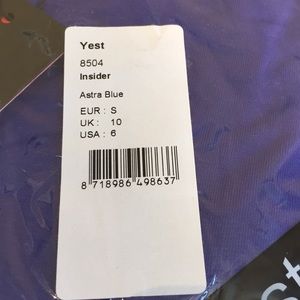 Yest
8504
Insider
Astra Blue
EUR : S
UK : 10
USA : 6
8 718986 498637